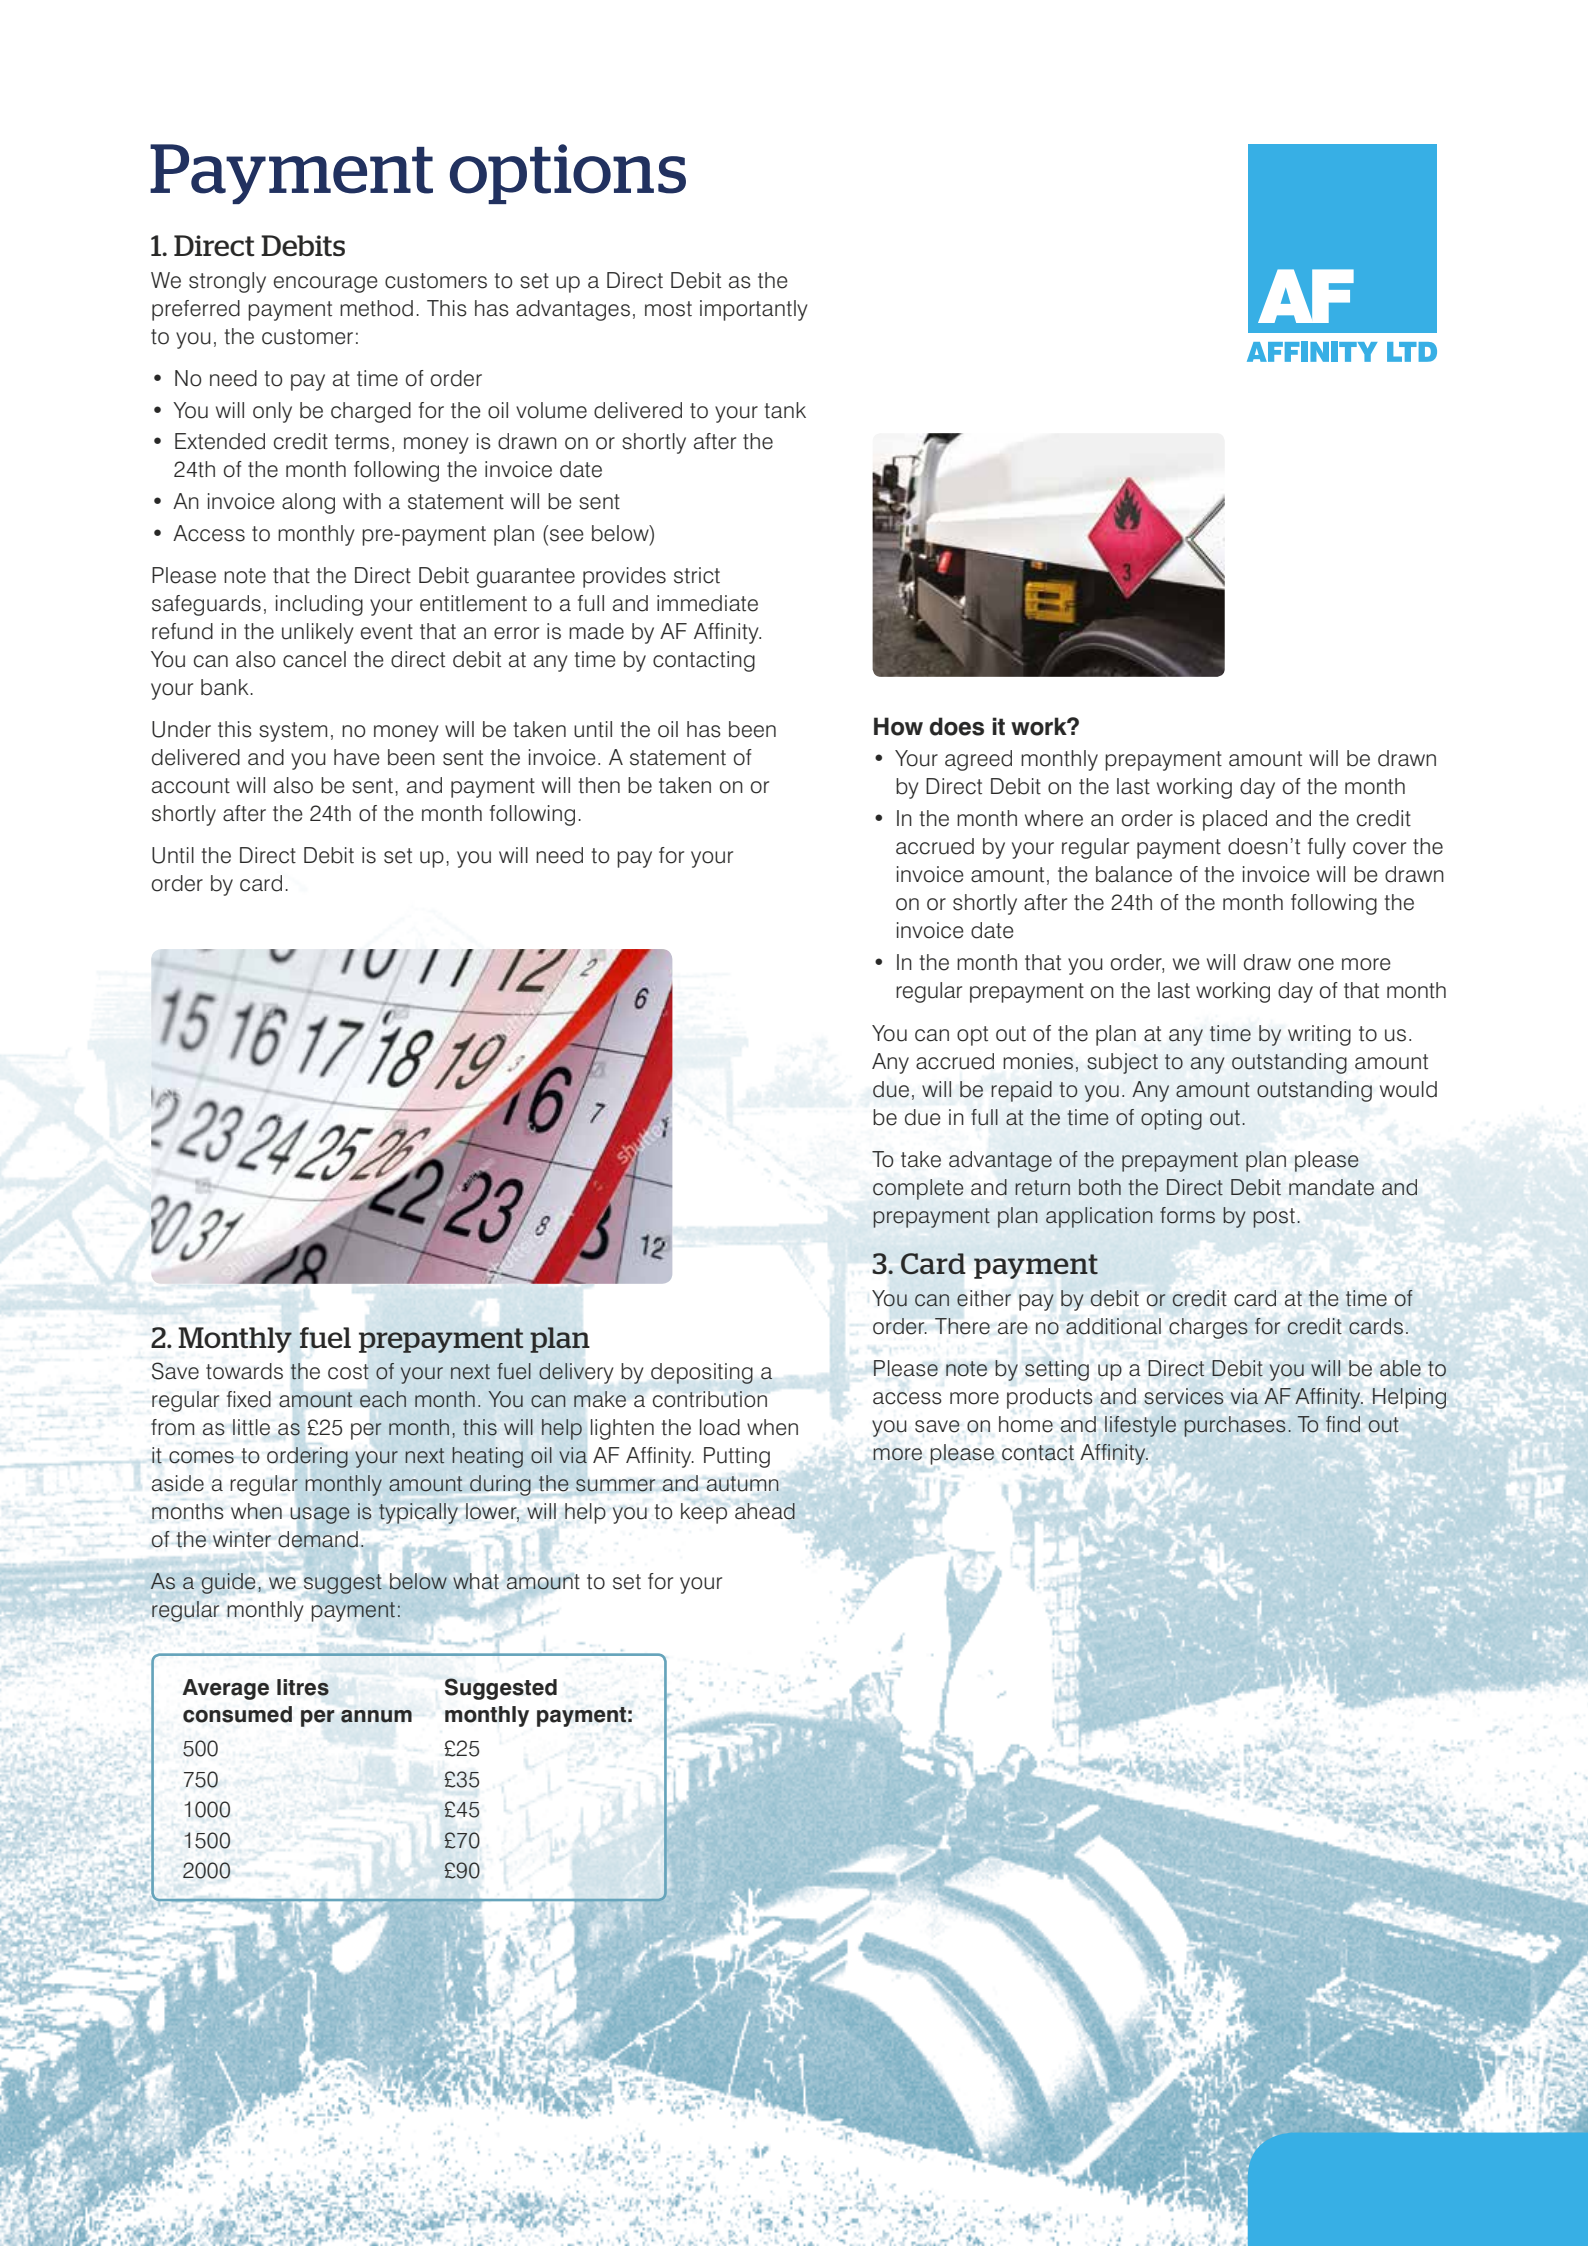 Payment options
1. Direct Debits
We strongly encourage customers to set up a Direct Debit as the
preferred payment method. This has advantages, most importantly
to you, the customer:
• No need to pay at time of order
• You will only be charged for the oil volume delivered to your tank
• Extended credit terms, money is drawn on or shortly after the
24th of the month following the invoice date
• An invoice along with a statement will be sent
• Access to monthly pre-payment plan (see below)
Please note that the Direct Debit guarantee provides strict
safeguards, including your entitlement to a full and immediate
refund in the unlikely event that an error is made by AF Affinity.
You can also cancel the direct debit at any time by contacting
your bank.
Under this system, no money will be taken until the oil has been
delivered and you have been sent the invoice. A statement of
account will also be sent, and payment will then be taken on or
shortly after the 24th of the month following.
Until the Direct Debit is set up, you will need to pay for your
order by card.
10 11 12 2
15 16 17 18 19 3 6
23 24 25 26 16 7
30 31 22 23 8
28 12
2. Monthly fuel prepayment plan
Save towards the cost of your next fuel delivery by depositing a
regular fixed amount each month. You can make a contribution
from as little as £25 per month, this will help lighten the load when
it comes to ordering your next heating oil via AF Affinity. Putting
aside a regular monthly amount during the summer and autumn
months when usage is typically lower, will help you to keep ahead
of the winter demand.
As a guide, we suggest below what amount to set for your
regular monthly payment:
Average litres Suggested
consumed per annum monthly payment:
500 £25
750 £35
1000 £45
1500 £70
2000 £90
AF
AFFINITY LTD
3
How does it work?
• Your agreed monthly prepayment amount will be drawn
by Direct Debit on the last working day of the month
• In the month where an order is placed and the credit
accrued by your regular payment doesn't fully cover the
invoice amount, the balance of the invoice will be drawn
on or shortly after the 24th of the month following the
invoice date
• In the month that you order, we will draw one more
regular prepayment on the last working day of that month
You can opt out of the plan at any time by writing to us.
Any accrued monies, subject to any outstanding amount
due, will be repaid to you. Any amount outstanding would
be due in full at the time of opting out.
To take advantage of the prepayment plan please
complete and return both the Direct Debit mandate and
prepayment plan application forms by post.
3. Card payment
You can either pay by debit or credit card at the time of
order. There are no additional charges for credit cards.
Please note by setting up a Direct Debit you will be able to
access more products and services via AF Affinity. Helping
you save on home and lifestyle purchases. To find out
more please contact Affinity.